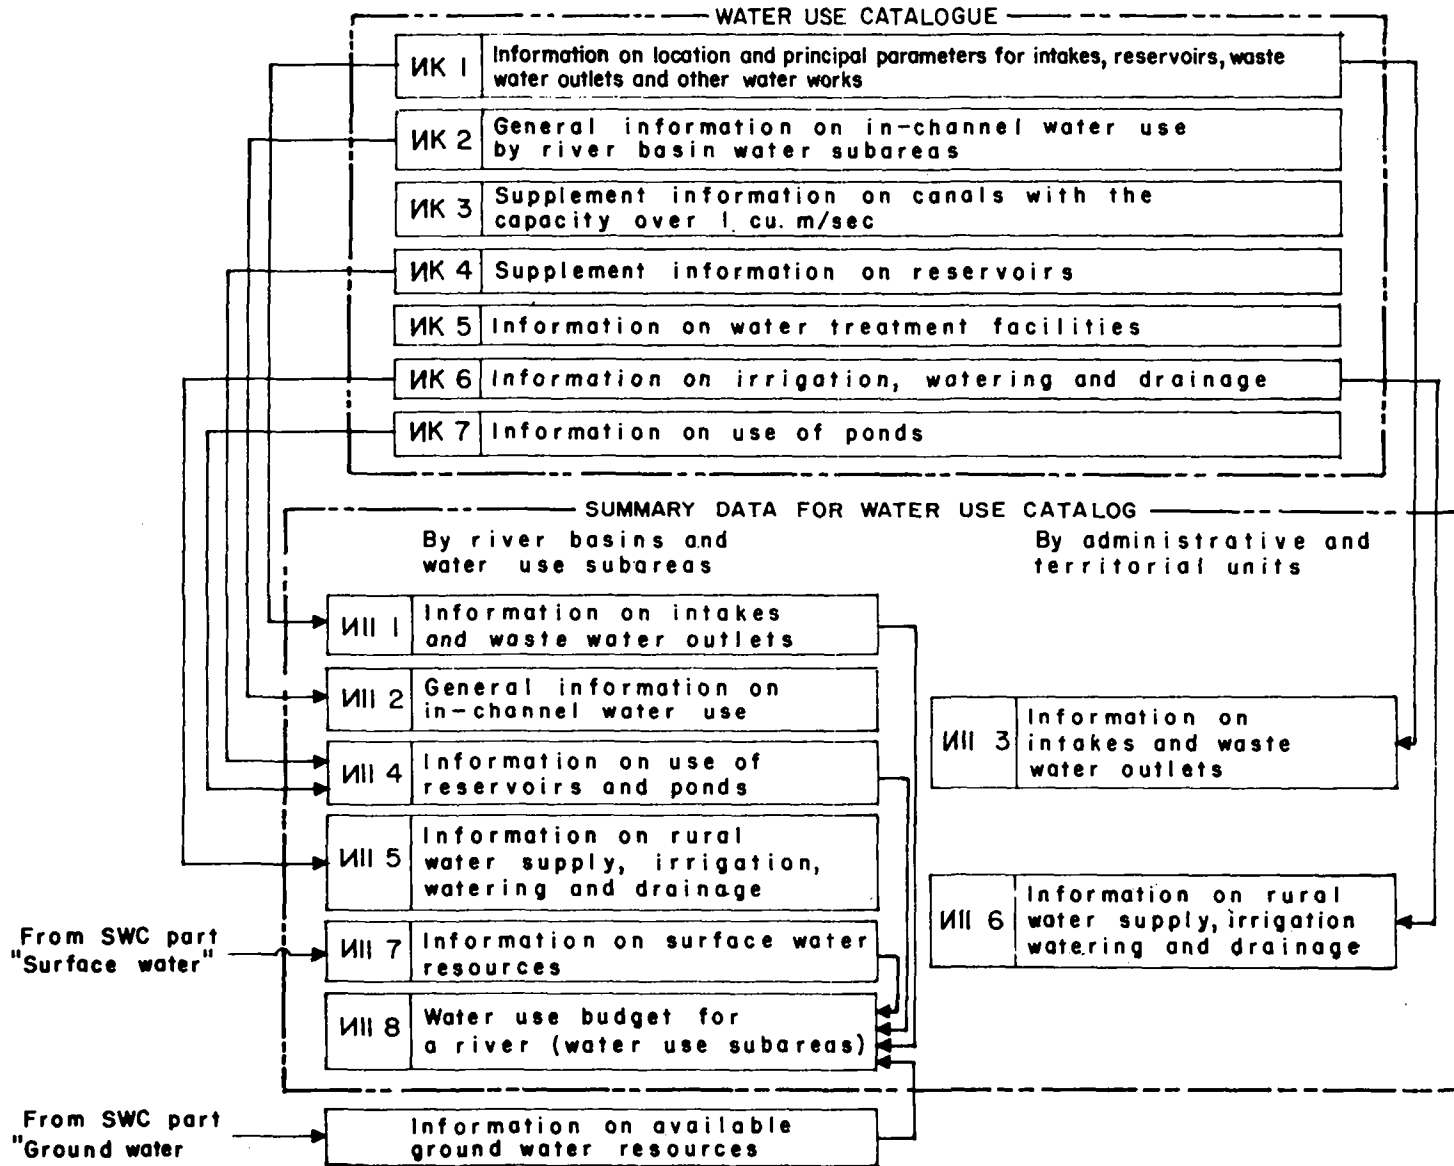 WATER USE CATALOGUE
ИК 1
Information on location and principal parameters for intakes, reservoirs, waste
water outlets and other water works
ИК 2
General information on in-channel water use
by river basin water subareas
ИК 3
Supplement information on canals with the
capacity over 1 cu. m/sec
ИК 4
Supplement information on reservoirs
ИК 5
Information on water treatment facilities
ИК 6
Information on irrigation, watering and drainage
ИК 7
Information on use of ponds
SUMMARY DATA FOR WATER USE CATALOG
By river basins and
water use subareas
By administrative and
territorial units
ИII 1
Information on intakes
and waste water outlets
ИII 2
General information on
in-channel water use
ИII 3
Information on
intakes and waste
water outlets
ИII 4
Information on use of
reservoirs and ponds
ИII 5
Information on rural
water supply, irrigation,
watering and drainage
ИII 6
Information on rural
water supply, irrigation
watering and drainage
From SWC part
"Surface water"
ИII 7
Information on surface water
resources
ИII 8
Water use budget for
a river (water use subareas)
From SWC part
"Ground water
Information on available
ground water resources